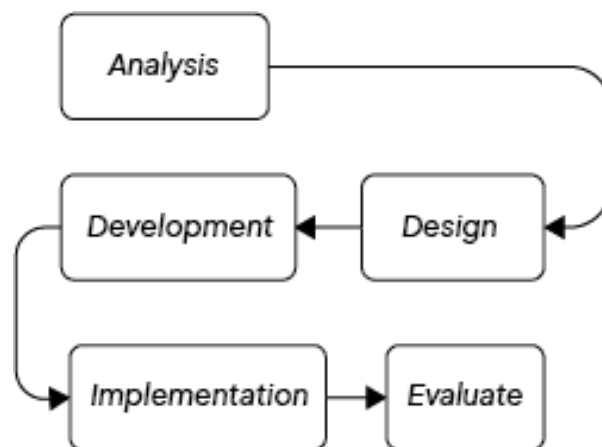 Analysis
Development
Design
Implementation
Evaluate